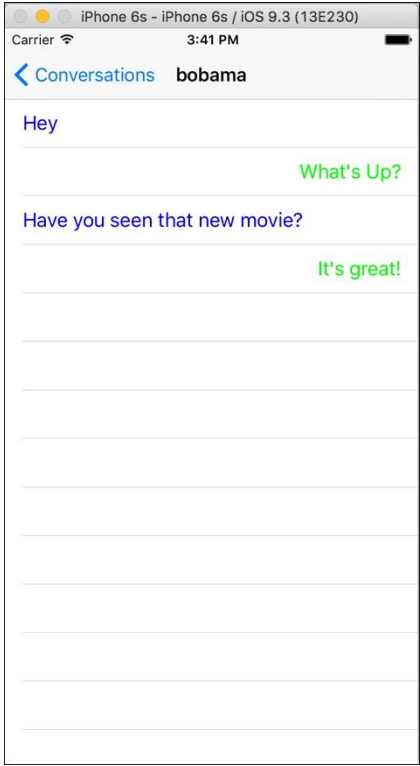 iPhone 6s - iPhone 6s / iOS 9.3 (13E230)
Carrier 3:41 PM
Conversations bobama
Hey
What's Up?
Have you seen that new movie?
It's great!